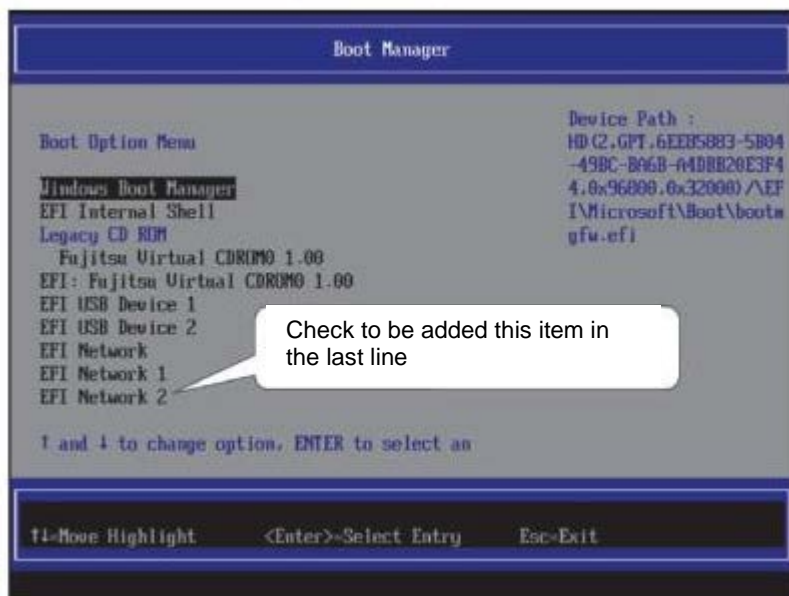 Boot Manager
Boot Option Menu
Windows Boot Manager
EFI Internal Shell
Legacy CD ROM
Fujitsu Virtual CDROM0 1.00
EFI: Fujitsu Virtual CDROM0 1.00
EFI USB Device 1
EFI USB Device 2
EFI Network
EFI Network 1
EFI Network 2
↑ and ↓ to change option, ENTER to select an
Device Path :
HD(2,GPT,6EE85883-5B04
-49BC-BA6B-A4DBB20E3F4
4,0x96800,0x32000)/\EF
I\Microsoft\Boot\bootm
gfw.efi
Check to be added this item in
the last line
↑↓=Move Highlight <Enter>=Select Entry Esc=Exit